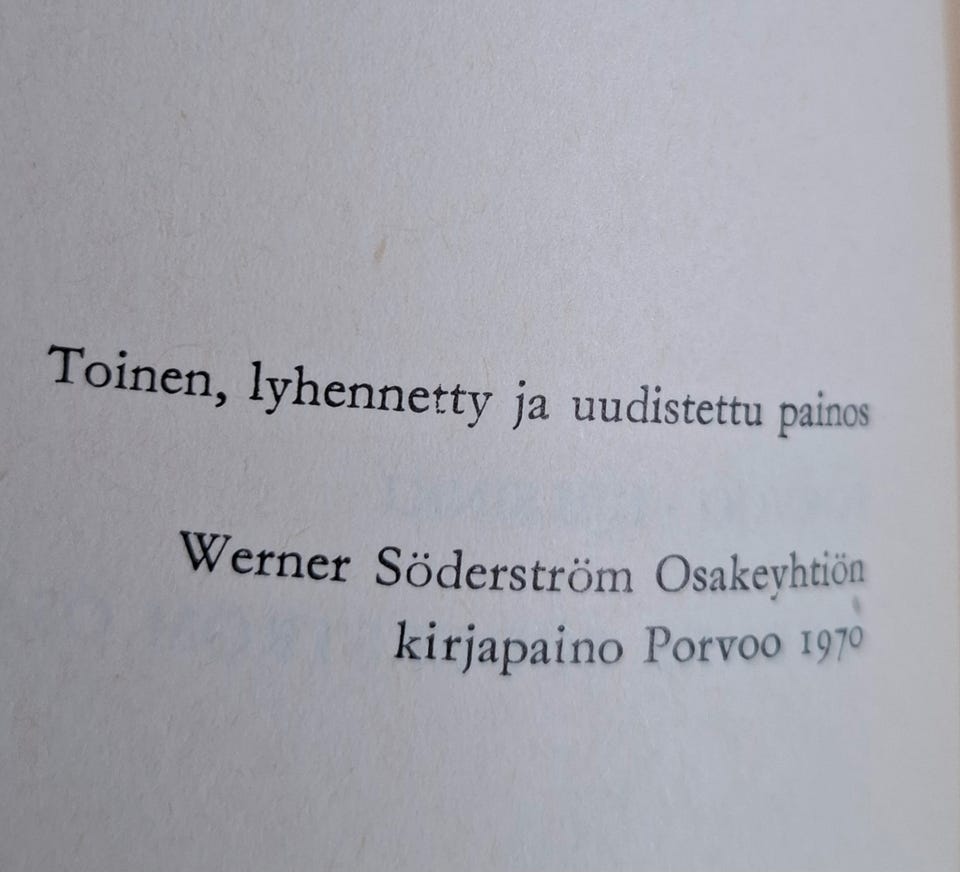 Toinen, lyhennetty ja uudistettu painos
Werner Söderström Osakeyhtiön
kirjapaino Porvoo 1970